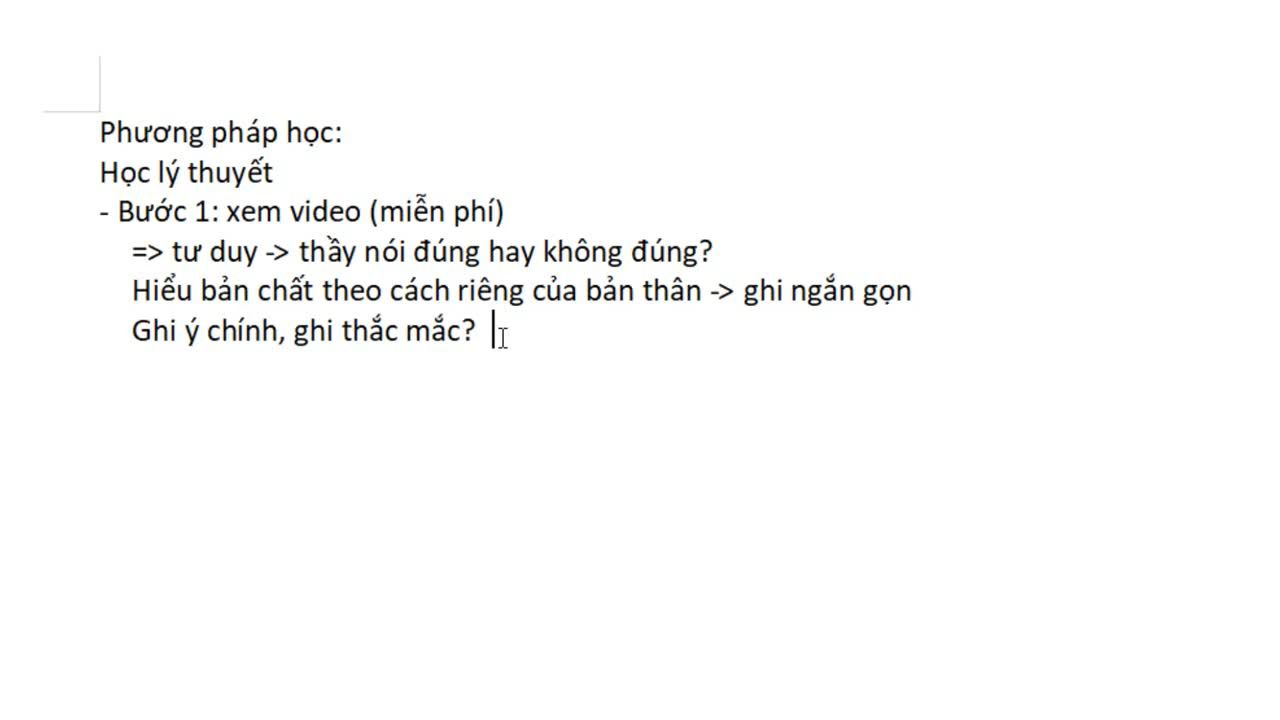 Phương pháp học:
Học lý thuyết
- Bước 1: xem video (miễn phí)
=> tư duy -> thầy nói đúng hay không đúng?
Hiểu bản chất theo cách riêng của bản thân -> ghi ngắn gọn
Ghi ý chính, ghi thắc mắc?